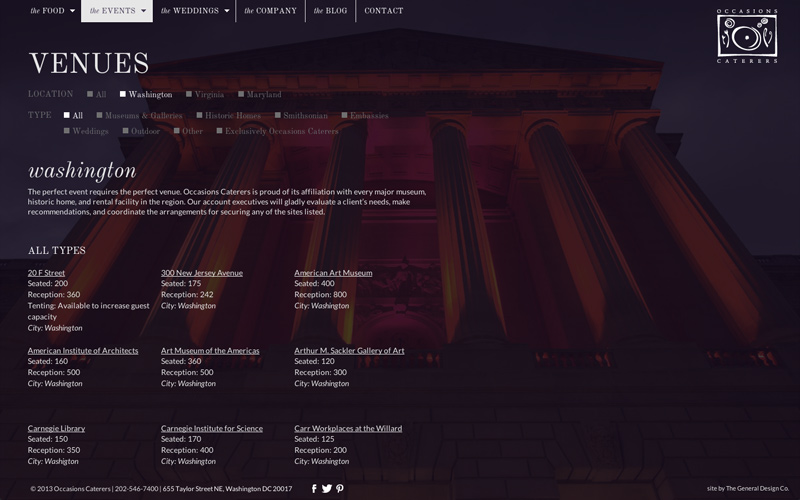 the FOOD the EVENTS the WEDDINGS the COMPANY the BLOG CONTACT
OCCASIONS
CATERERS
VENUES
LOCATION All Washington Virginia Maryland
TYPE All Museums & Galleries Historic Homes Smithsonian Embassies
Weddings Outdoor Other Exclusively Occasions Caterers
washington
The perfect event requires the perfect venue. Occasions Caterers is proud of its affiliation with every major museum,
historic home, and rental facility in the region. Our account executives will gladly evaluate a client's needs, make
recommendations, and coordinate the arrangements for securing any of the sites listed.
ALL TYPES
20 F Street
Seated: 200
Reception: 360
Tenting: Available to increase guest
capacity
City: Washington
300 New Jersey Avenue
Seated: 175
Reception: 242
City: Washington
American Art Museum
Seated: 400
Reception: 800
City: Washington
American Institute of Architects
Seated: 160
Reception: 500
City: Washington
Art Museum of the Americas
Seated: 360
Reception: 500
City: Washington
Arthur M. Sackler Gallery of Art
Seated: 120
Reception: 300
City: Washington
Carnegie Library
Seated: 150
Reception: 350
City: Washigton
Carnegie Institute for Science
Seated: 170
Reception: 400
City: Washington
Carr Workplaces at the Willard
Seated: 125
Reception: 200
City: Washington
© 2013 Occasions Caterers | 202-546-7400 | 655 Taylor Street NE, Washington DC 20017
site by The General Design Co.